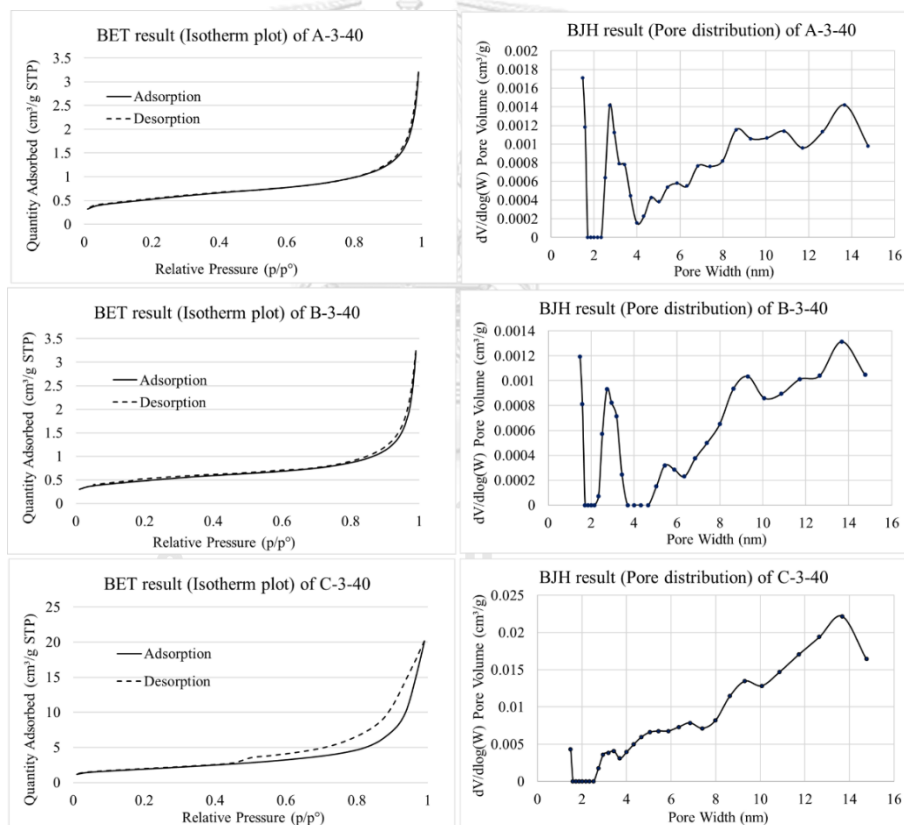 BET result (Isotherm plot) of A-3-40
Quantity Adsorbed (cm³/g STP)
3.5
3
2.5
2
1.5
1
0.5
0
Adsorption
Desorption
0 0.2 0.4 0.6 0.8 1
Relative Pressure (p/p°)
BJH result (Pore distribution) of A-3-40
dV/dlog(W) Pore Volume (cm³/g)
0.002
0.0018
0.0016
0.0014
0.0012
0.001
0.0008
0.0006
0.0004
0.0002
0
0 2 4 6 8 10 12 14 16
Pore Width (nm)
BET result (Isotherm plot) of B-3-40
Quantity Adsorbed (cm³/g STP)
3.5
3
2.5
2
1.5
1
0.5
0
Adsorption
Desorption
0 0.2 0.4 0.6 0.8 1
Relative Pressure (p/p°)
BJH result (Pore distribution) of B-3-40
dV/dlog(W) Pore Volume (cm³/g)
0.0014
0.0012
0.001
0.0008
0.0006
0.0004
0.0002
0
0 2 4 6 8 10 12 14 16
Pore Width (nm)
BET result (Isotherm plot) of C-3-40
Quantity Adsorbed (cm³/g STP)
25
20
15
10
5
0
Adsorption
Desorption
0 0.2 0.4 0.6 0.8 1
Relative Pressure (p/p°)
BJH result (Pore distribution) of C-3-40
dV/dlog(W) Pore Volume (cm³/g)
0.025
0.02
0.015
0.01
0.005
0
0 2 4 6 8 10 12 14 16
Pore Width (nm)